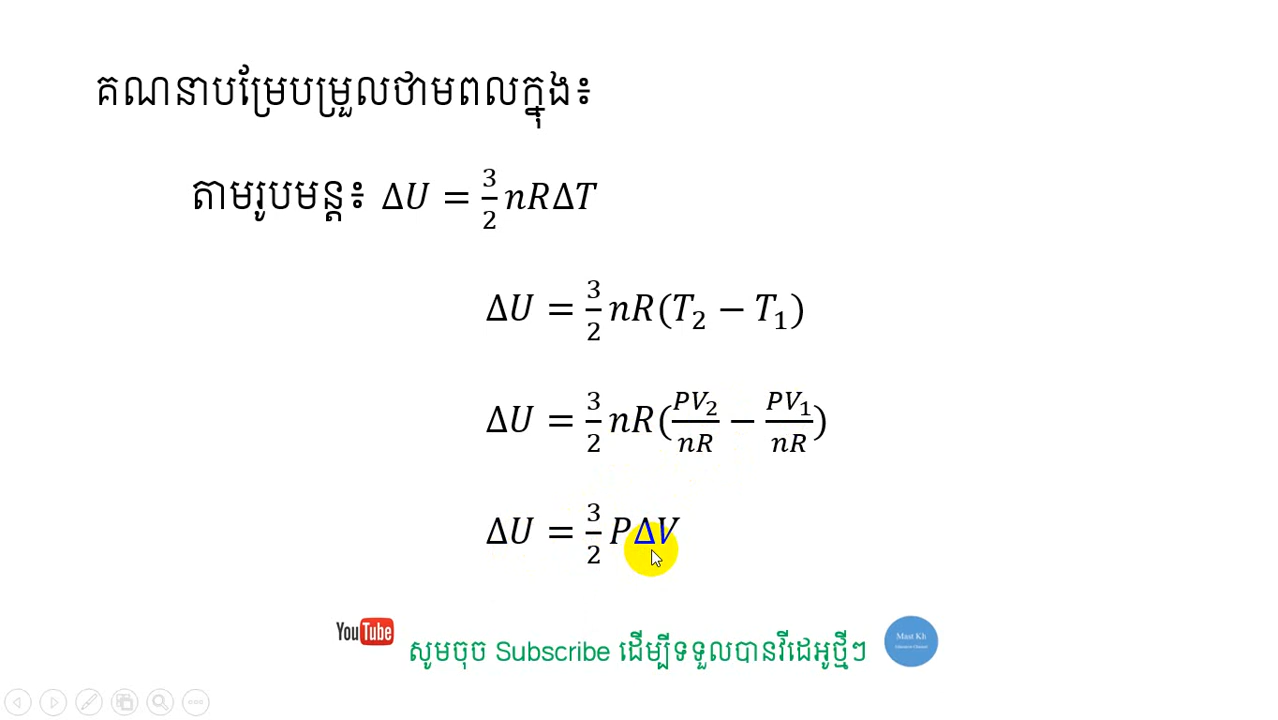 គណនាបម្រែបម្រួលថាមពលក្នុង៖
តាមរូបមន្ត៖ ΔU = 3/2 nRΔT
ΔU = 3/2 nR(T₂ − T₁)
ΔU = 3/2 nR(PV₂/nR − PV₁/nR)
ΔU = 3/2 PΔV
YouTube
សូមចុច Subscribe ដើម្បីទទួលបានវីដេអូថ្មីៗ
Maat Kh